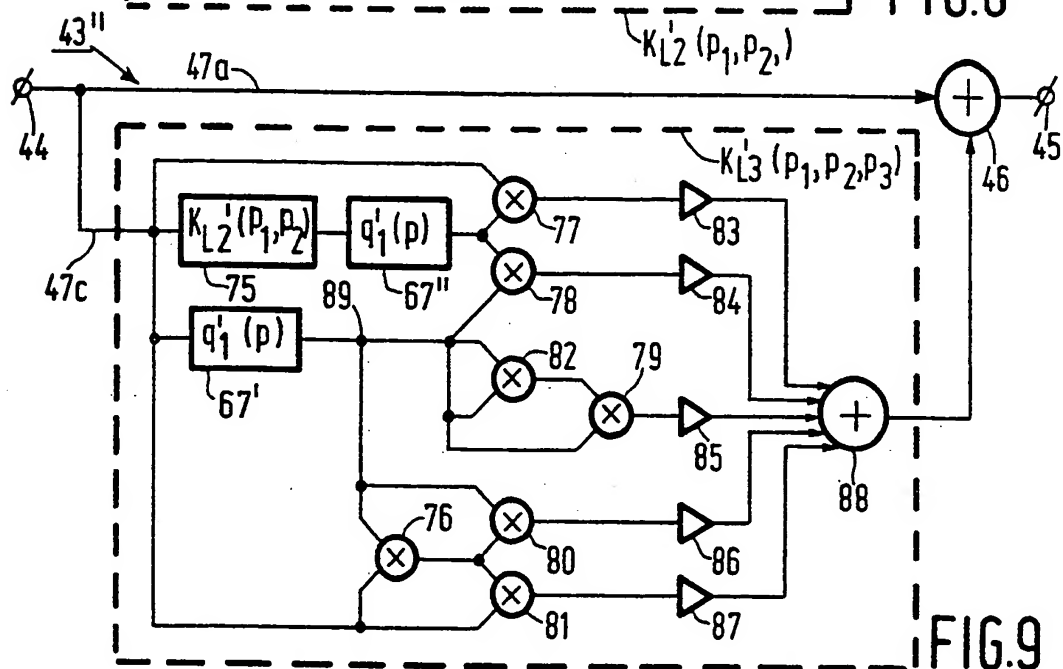 FIG.8
K'L2 (p1,p2,)
43"
47a
44
45
46
K'L3 (p1,p2,p3)
77
83
K'L2 (p1,p2)
q'1 (p)
47c
75
67"
78
84
89
q'1 (p)
67'
82
79
85
88
76
80
86
81
87
FIG.9